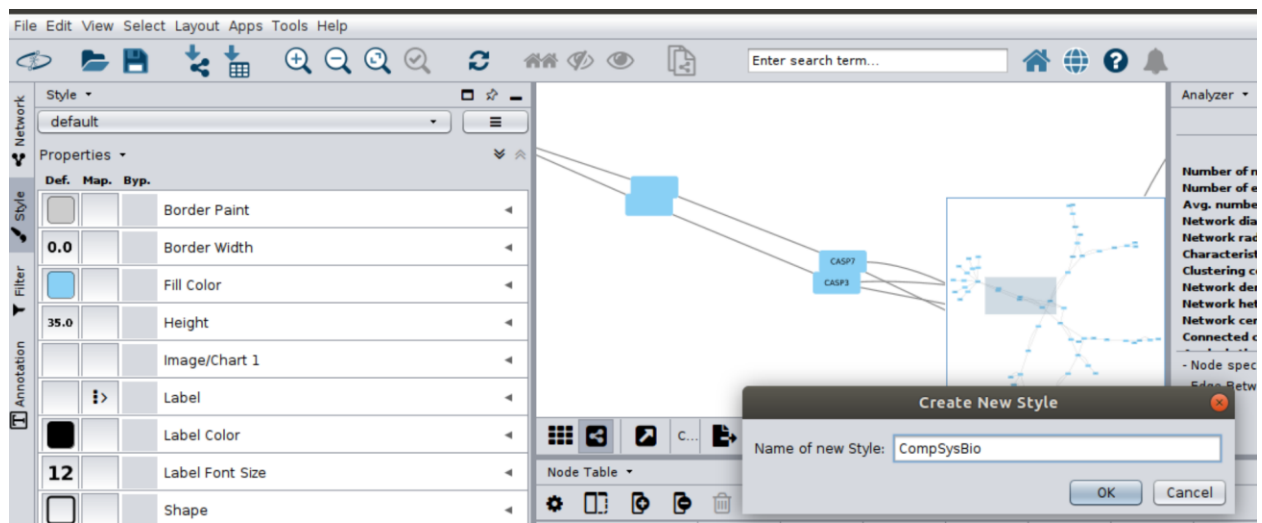 File Edit View Select Layout Apps Tools Help
Enter search term...
Network
Style
Filter
Annotation
Style
default
Properties
Def. Map. Byp.
Border Paint
0.0 Border Width
Fill Color
35.0 Height
Image/Chart 1
Label
Label Color
12 Label Font Size
Shape
CASP7
CASP3
C...
Node Table
Analyzer
Number of n
Number of e
Avg. numbe
Network dia
Network rad
Characterist
Clustering c
Network der
Network het
Network cer
Connected c
- Node spec
Create New Style
Name of new Style: CompSysBio
OK Cancel